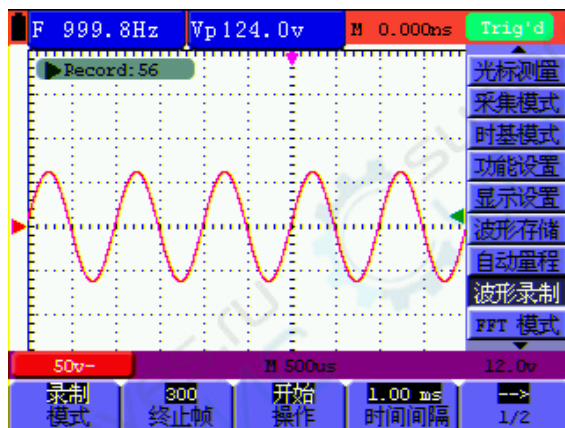 F 999.8Hz Vp124.0v M 0.000ns Trig'd
Record:56
光标测量
采集模式
时基模式
功能设置
显示设置
波形存储
自动量程
波形录制
FFT 模式
50v- M 500us 12.0v
录制 300 开始 1.00 ms -->
模式 终止帧 操作 时间间隔 1/2